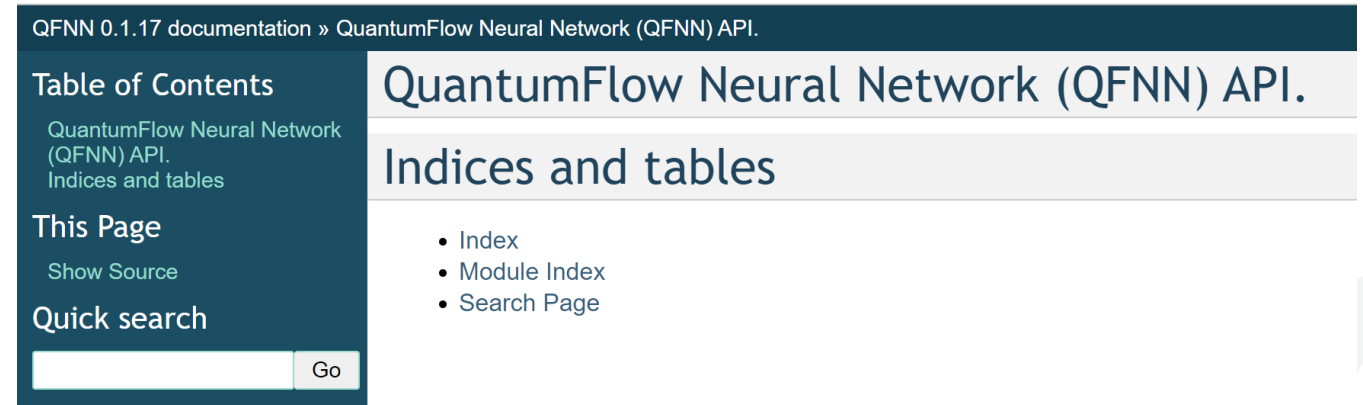 QFNN 0.1.17 documentation » QuantumFlow Neural Network (QFNN) API.
Table of Contents
QuantumFlow Neural Network
(QFNN) API.
Indices and tables
This Page
Show Source
Quick search
Go
QuantumFlow Neural Network (QFNN) API.
Indices and tables
• Index
• Module Index
• Search Page